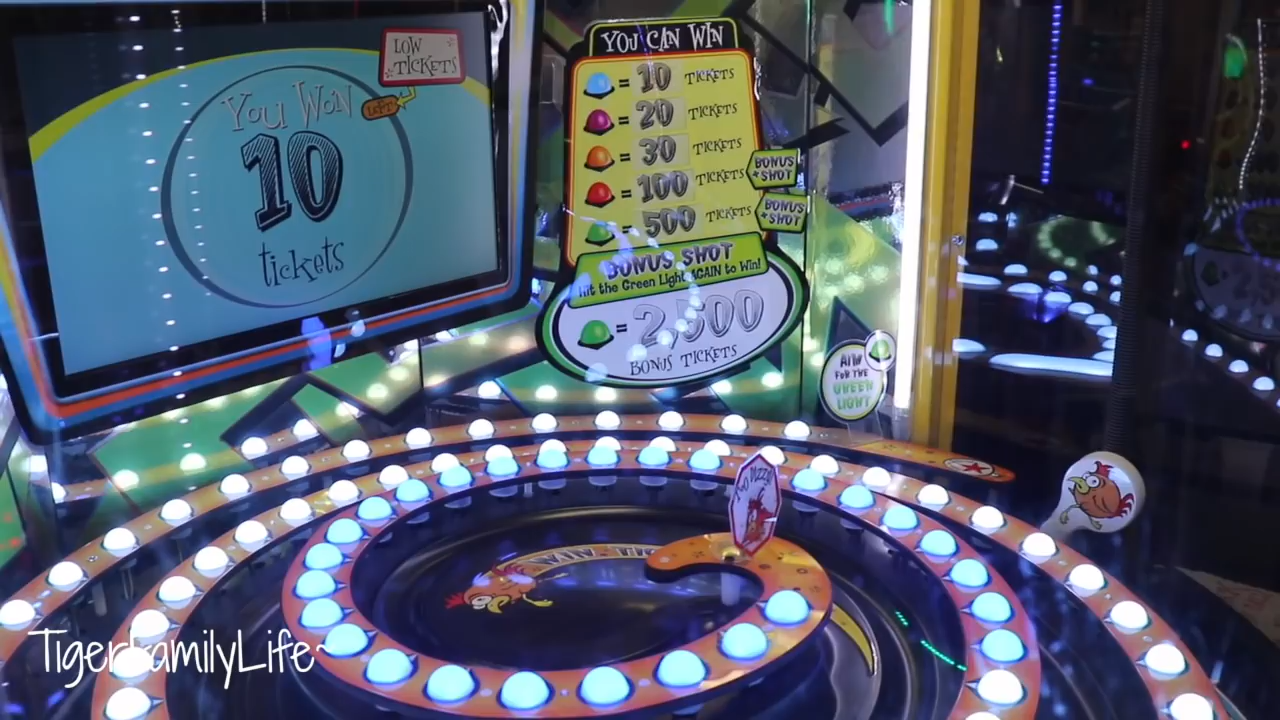 LOW
TICKETS
LEFT!
YOU WON
10
tickets
YOU CAN WIN
= 10 TICKETS
= 20 TICKETS
= 30 TICKETS
= 100 TICKETS
BONUS
+ SHOT
= 500 TICKETS
BONUS
+ SHOT
BONUS SHOT
Hit the Green Light AGAIN to Win!
= 2,500
BONUS TICKETS
AIM
FOR THE
GREEN
LIGHT
WIN
TigerFamilyLife~